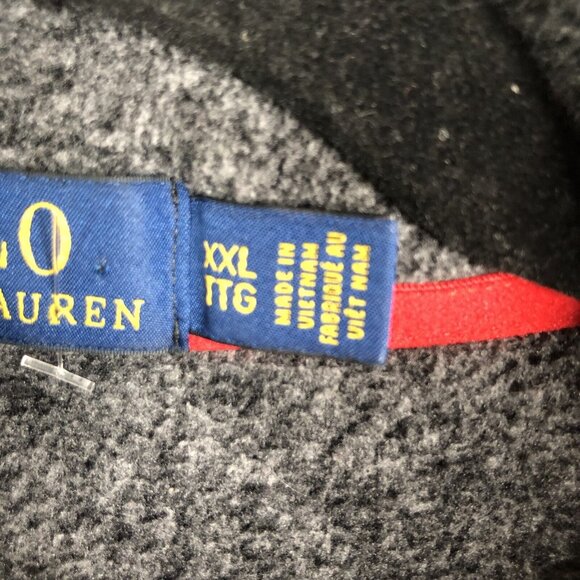 LO
AUREN
XXL
TTG
MADE IN
VIETNAM
FABRIQUÉ AU
VIÊT NAM